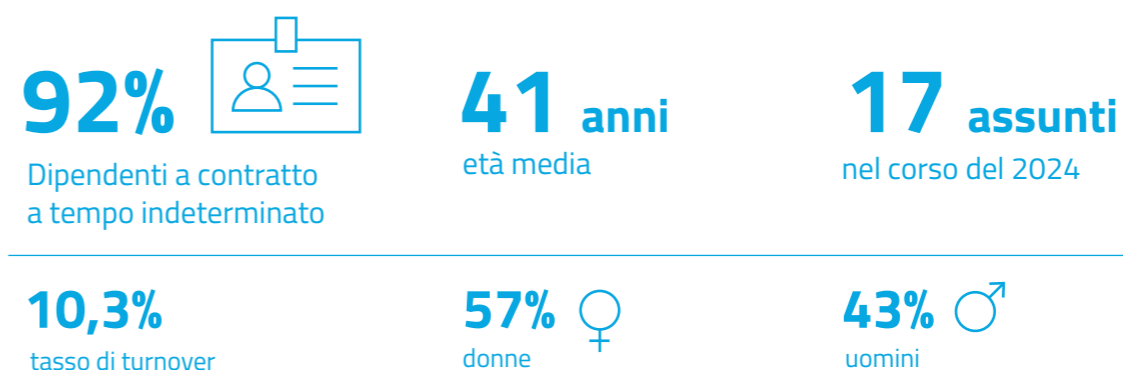 92%
Dipendenti a contratto
a tempo indeterminato
41 anni
età media
17 assunti
nel corso del 2024
10,3%
tasso di turnover
57%
donne
43%
uomini